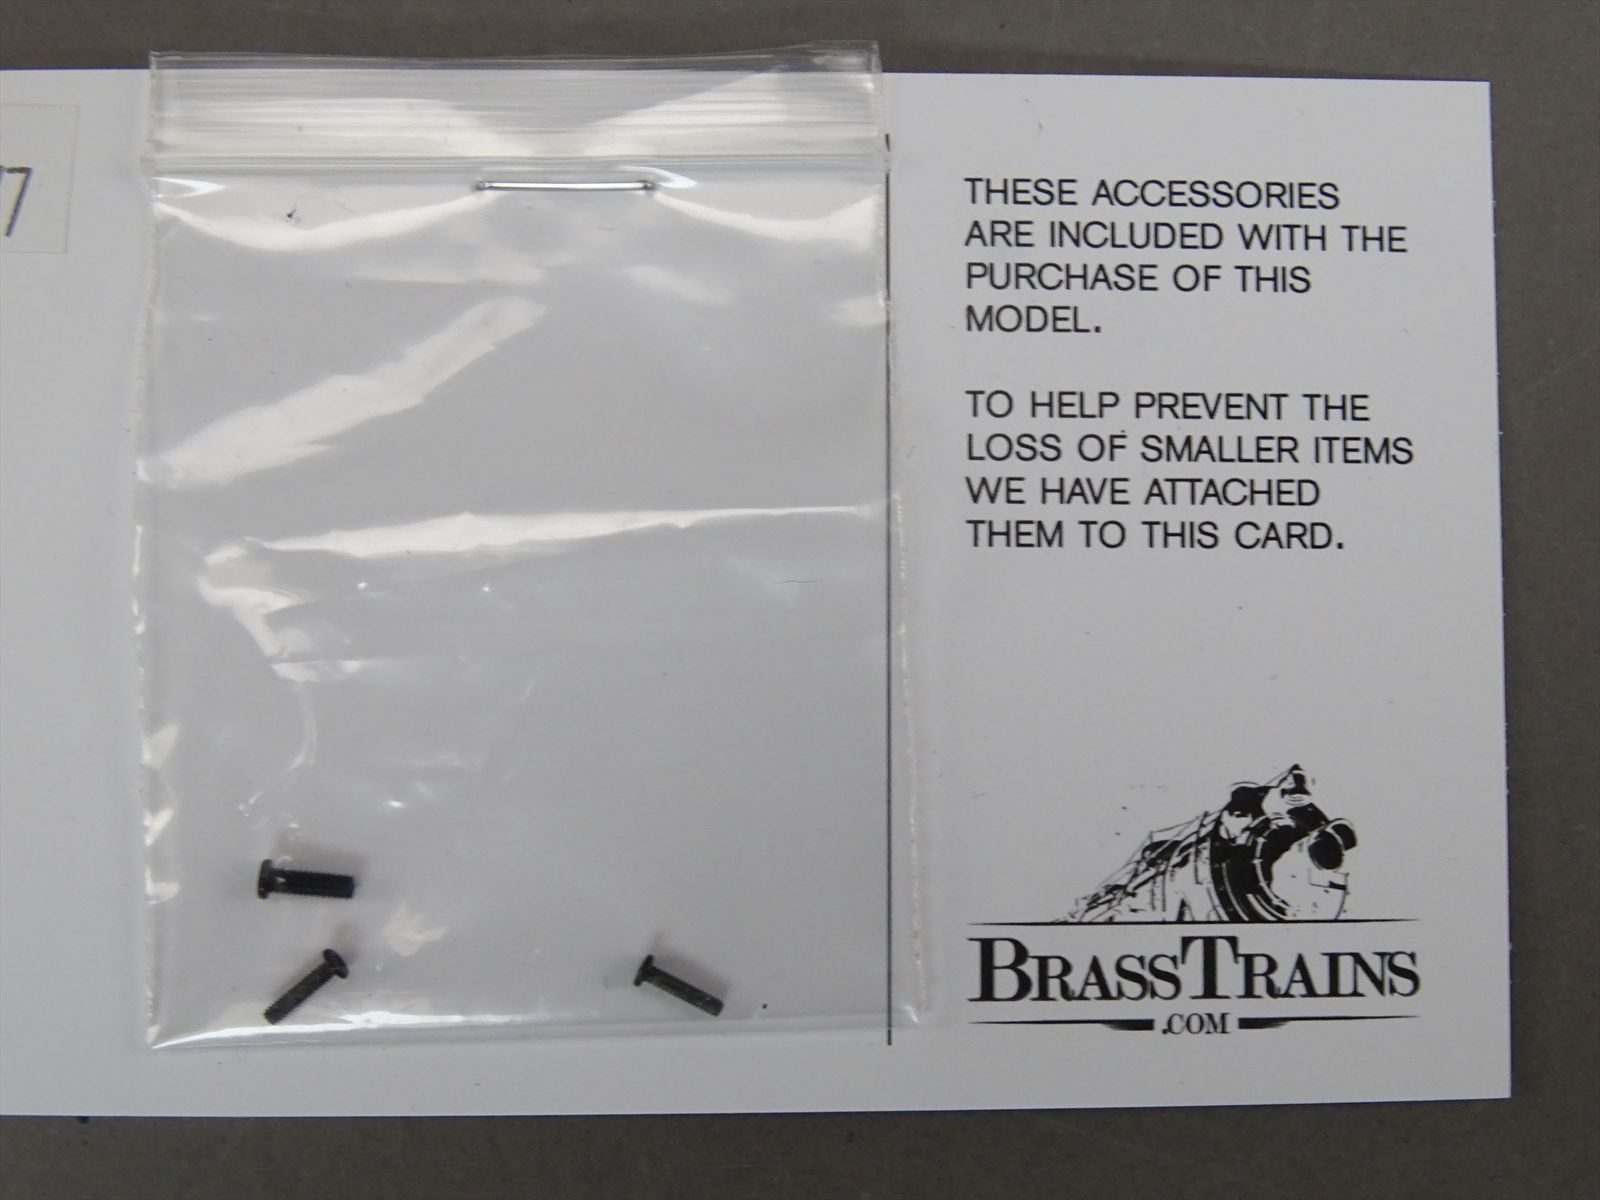 7
THESE ACCESSORIES
ARE INCLUDED WITH THE
PURCHASE OF THIS
MODEL.
TO HELP PREVENT THE
LOSS OF SMALLER ITEMS
WE HAVE ATTACHED
THEM TO THIS CARD.
BRASSTRAINS
.COM